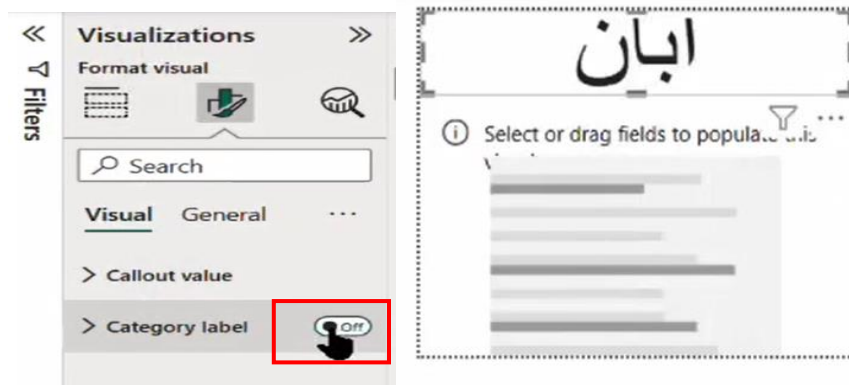 Visualizations
Format visual
Filters
Search
Visual General
Callout value
Category label Off
ابان
Select or drag fields to populate this